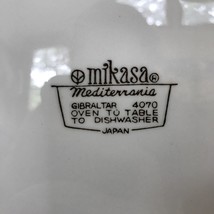 mikasa®
Mediterrania
GIBRALTAR 4070
OVEN TO TABLE
TO DISHWASHER
JAPAN